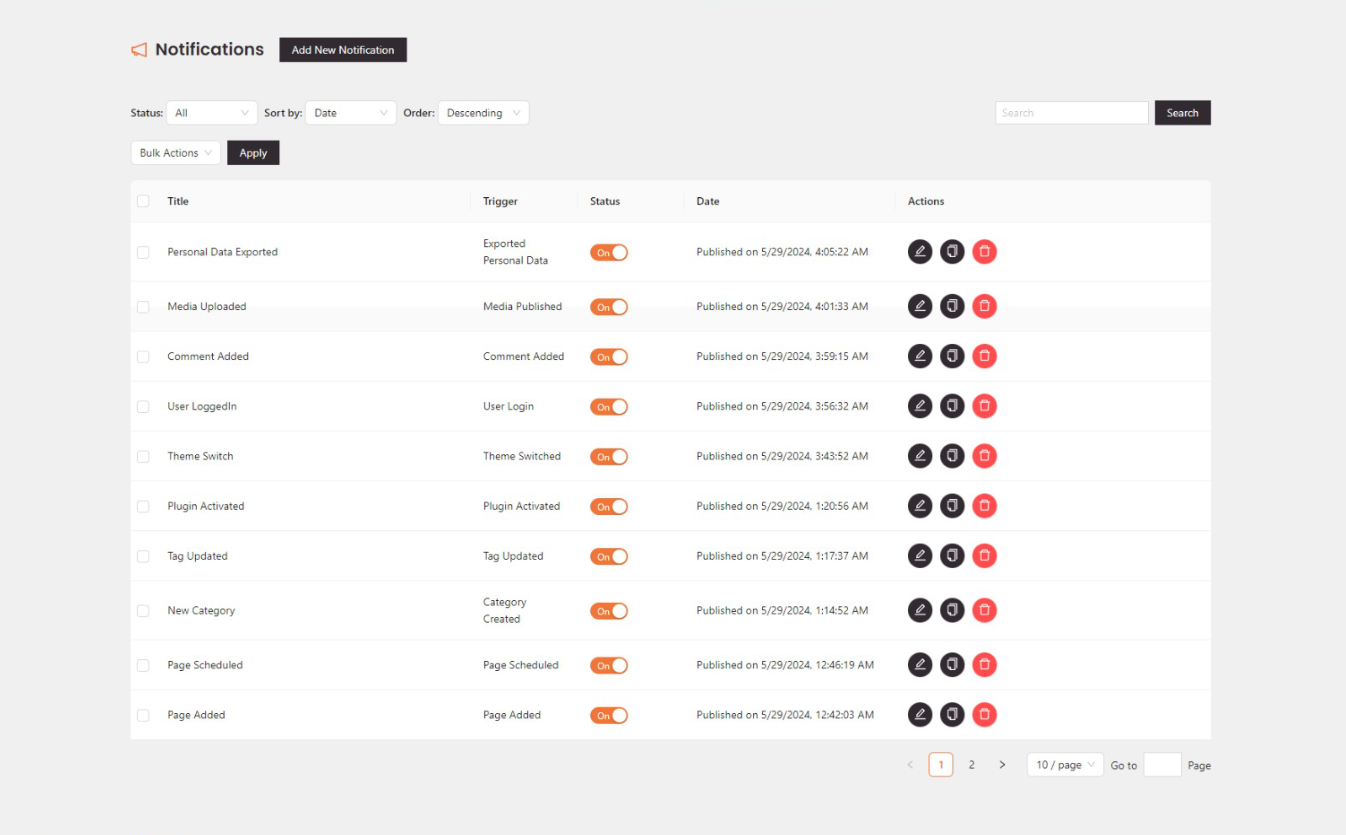 Notifications Add New Notification
Status: All Sort by: Date Order: Descending Search Search
Bulk Actions Apply
Title Trigger Status Date Actions
Personal Data Exported Exported Personal Data On Published on 5/29/2024, 4:05:22 AM
Media Uploaded Media Published On Published on 5/29/2024, 4:01:33 AM
Comment Added Comment Added On Published on 5/29/2024, 3:59:15 AM
User LoggedIn User Login On Published on 5/29/2024, 3:56:32 AM
Theme Switch Theme Switched On Published on 5/29/2024, 3:43:52 AM
Plugin Activated Plugin Activated On Published on 5/29/2024, 1:20:56 AM
Tag Updated Tag Updated On Published on 5/29/2024, 1:17:37 AM
New Category Category Created On Published on 5/29/2024, 1:14:52 AM
Page Scheduled Page Scheduled On Published on 5/29/2024, 12:46:19 AM
Page Added Page Added On Published on 5/29/2024, 12:42:03 AM
< 1 2 > 10 / page Go to Page